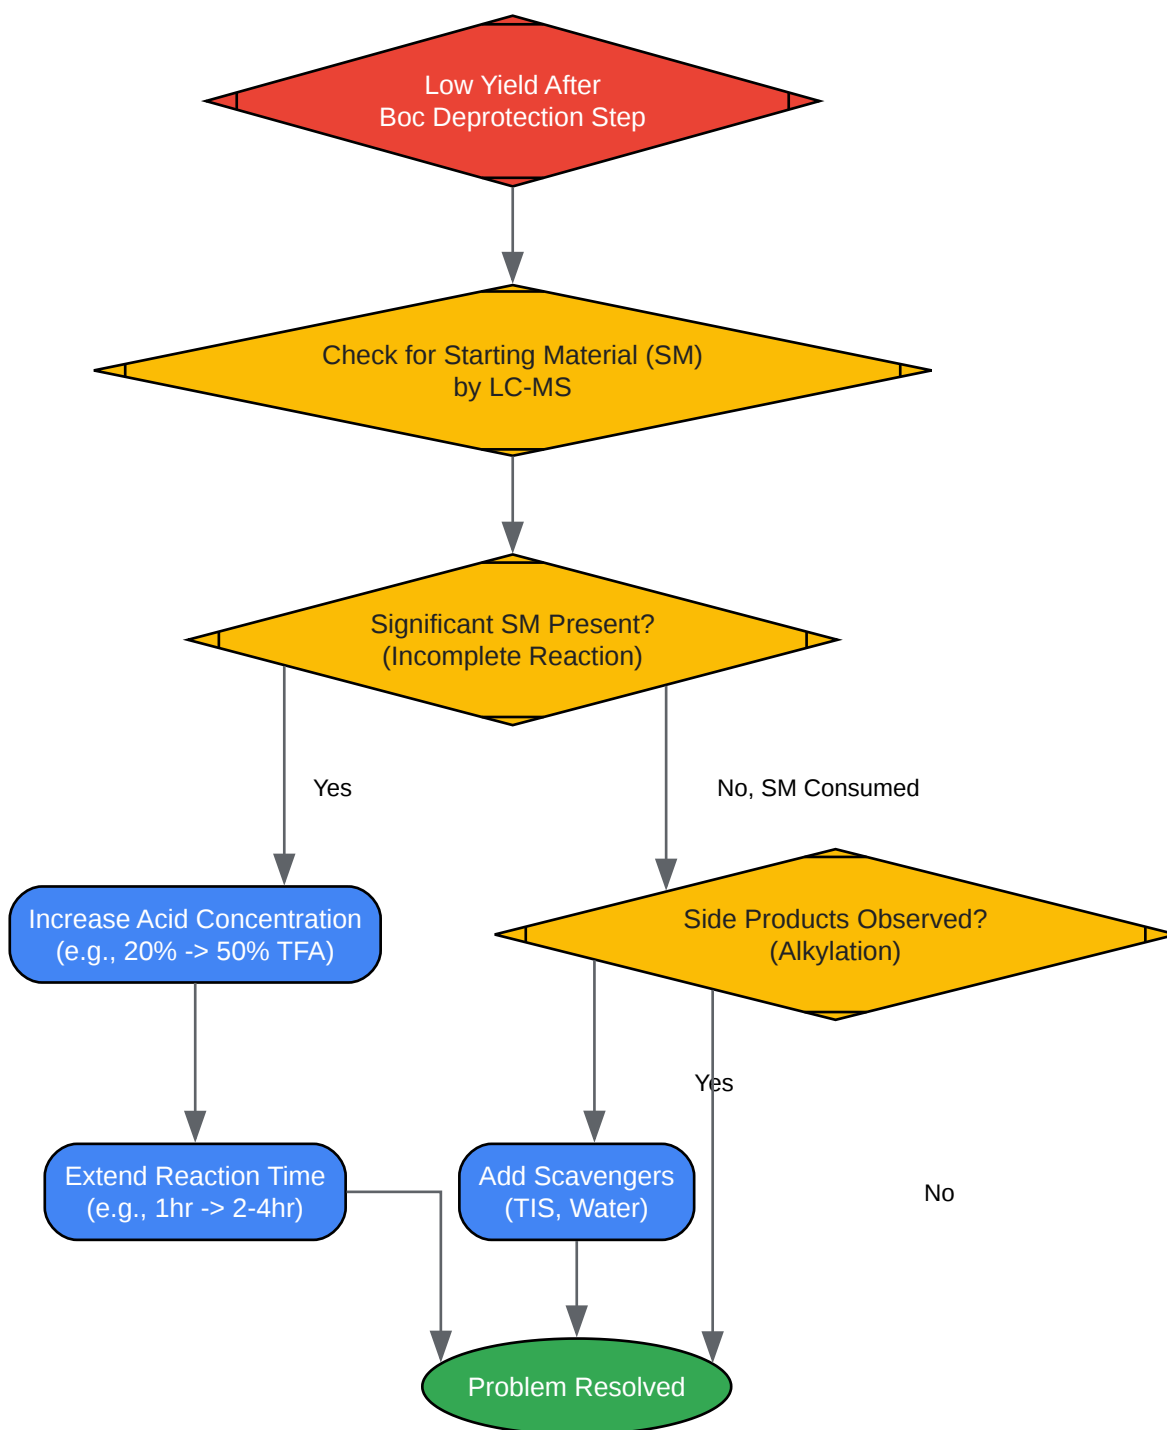 Low Yield After
Boc Deprotection Step
Check for Starting Material (SM)
by LC-MS
Significant SM Present?
(Incomplete Reaction)
Yes
No, SM Consumed
Increase Acid Concentration
(e.g., 20% -> 50% TFA)
Side Products Observed?
(Alkylation)
Yes
Extend Reaction Time
(e.g., 1hr -> 2-4hr)
Add Scavengers
(TIS, Water)
No
Problem Resolved